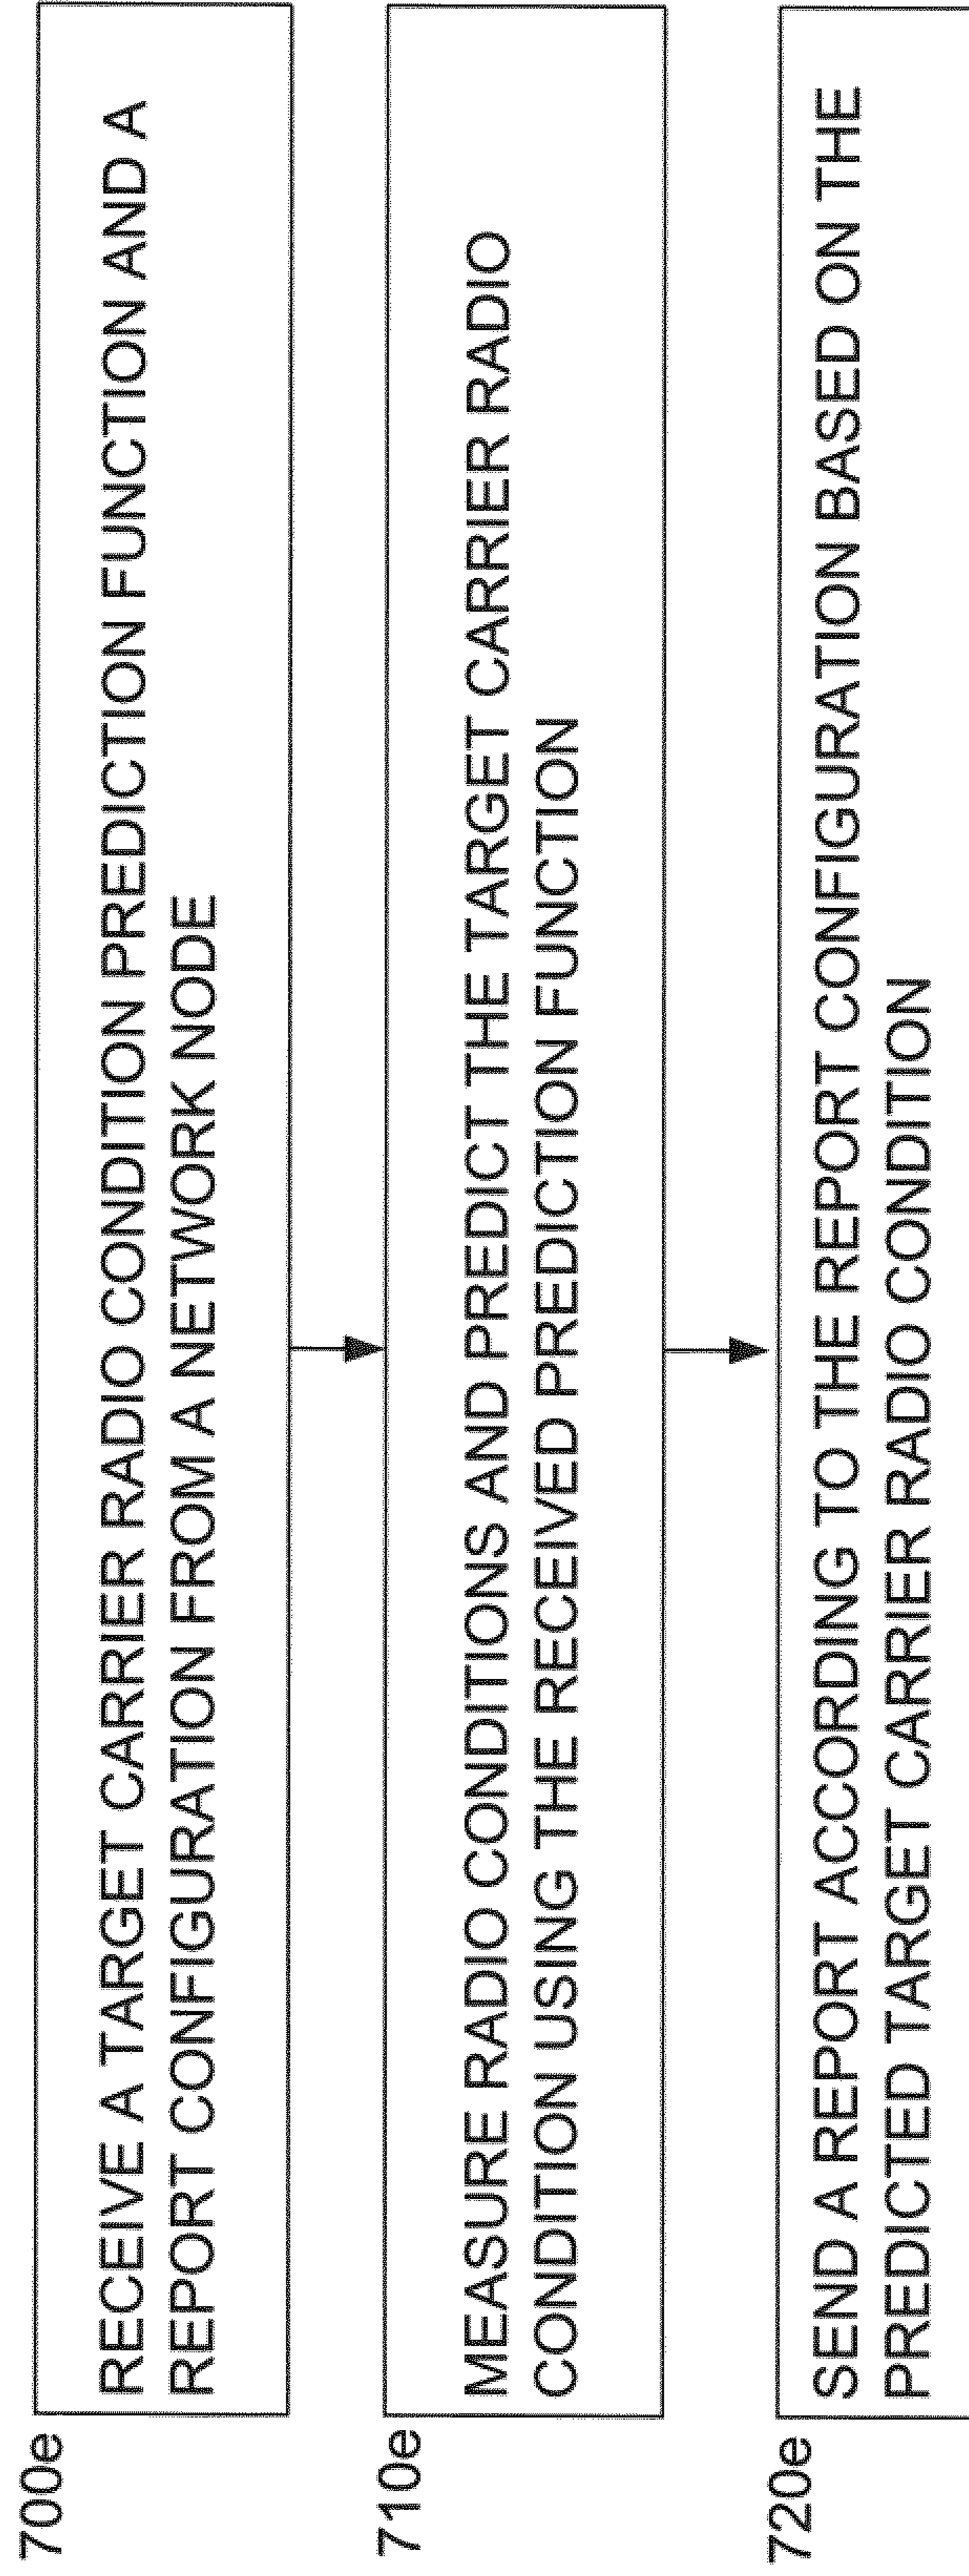 700e
RECEIVE A TARGET CARRIER RADIO CONDITION PREDICTION FUNCTION AND A
REPORT CONFIGURATION FROM A NETWORK NODE
710e
MEASURE RADIO CONDITIONS AND PREDICT THE TARGET CARRIER RADIO
CONDITION USING THE RECEIVED PREDICTION FUNCTION
720e
SEND A REPORT ACCORDING TO THE REPORT CONFIGURATION BASED ON THE
PREDICTED TARGET CARRIER RADIO CONDITION